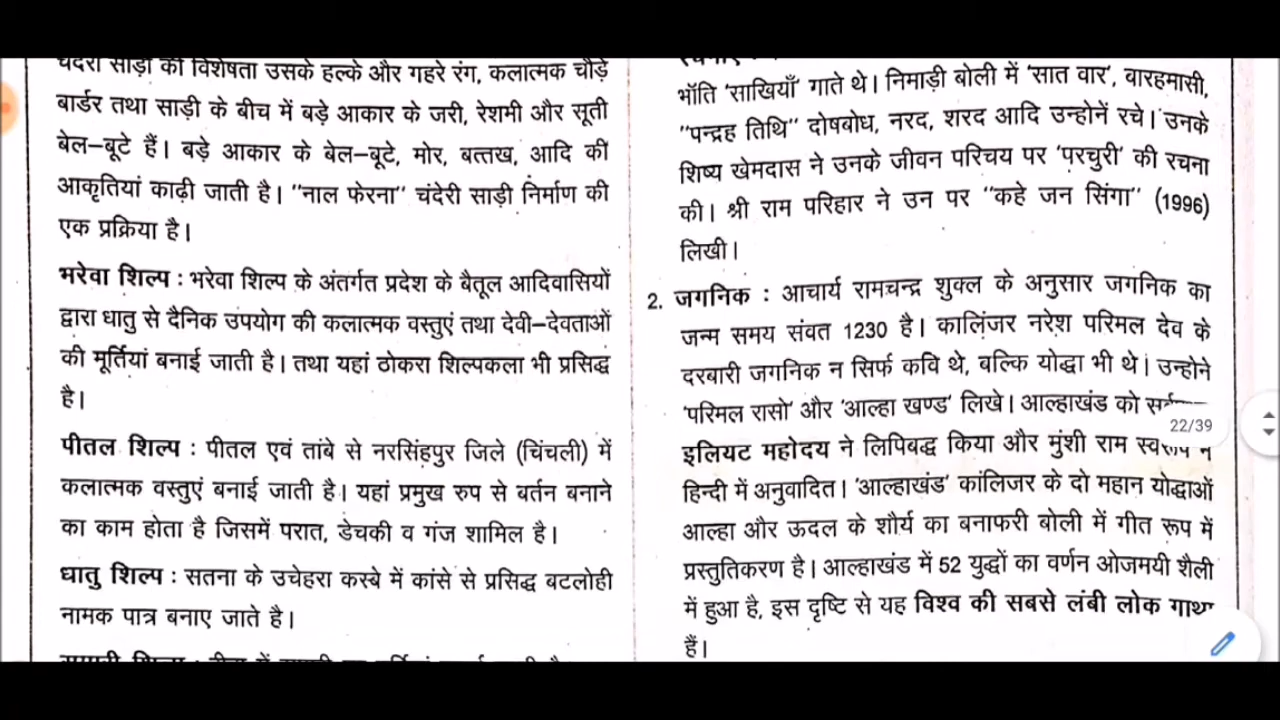 चंदेरी साड़ी की विशेषता उसके हल्के और गहरे रंग, कलात्मक चौड़े
बार्डर तथा साड़ी के बीच में बड़े आकार के जरी, रेशमी और सूती
बेल–बूटे हैं। बड़े आकार के बेल–बूटे, मोर, बत्तख, आदि की
आकृतियां काढ़ी जाती है। "नाल फेरना" चंदेरी साड़ी निर्माण की
एक प्रक्रिया है।
भरेवा शिल्प : भरेवा शिल्प के अंतर्गत प्रदेश के बैतूल आदिवासियों
द्वारा धातु से दैनिक उपयोग की कलात्मक वस्तुएं तथा देवी–देवताओं
की मूर्तियां बनाई जाती है। तथा यहां ठोकरा शिल्पकला भी प्रसिद्ध
है।
पीतल शिल्प : पीतल एवं तांबे से नरसिंहपुर जिले (चिंचली) में
कलात्मक वस्तुएं बनाई जाती है। यहां प्रमुख रुप से बर्तन बनाने
का काम होता है जिसमें परात, डेचकी व गंज शामिल है।
धातु शिल्प : सतना के उचेहरा कस्बे में कांसे से प्रसिद्ध बटलोही
नामक पात्र बनाए जाते है।
भाँति 'साखियाँ' गाते थे। निमाड़ी बोली में 'सात वार', वारहमासी,
"पन्द्रह तिथि" दोषबोध, नरद, शरद आदि उन्होनें रचे। उनके
शिष्य खेमदास ने उनके जीवन परिचय पर 'परचुरी' की रचना
की। श्री राम परिहार ने उन पर "कहे जन सिंगा" (1996)
लिखी।
2. जगनिक : आचार्य रामचन्द्र शुक्ल के अनुसार जगनिक का
जन्म समय संवत 1230 है। कालिंजर नरेश परिमल देव के
दरबारी जगनिक न सिर्फ कवि थे, बल्कि योद्धा भी थे। उन्होने
'परिमल रासो' और 'आल्हा खण्ड' लिखे। आल्हाखंड को
22/39
इलियट महोदय ने लिपिबद्ध किया और मुंशी राम स्वरूप ने
हिन्दी में अनुवादित। 'आल्हाखंड' कांलिजर के दो महान योद्धाओं
आल्हा और ऊदल के शौर्य का बनाफरी बोली में गीत रूप में
प्रस्तुतिकरण है। आल्हाखंड में 52 युद्धों का वर्णन ओजमयी शैली
में हुआ है, इस दृष्टि से यह विश्व की सबसे लंबी लोक गाथा
हैं।